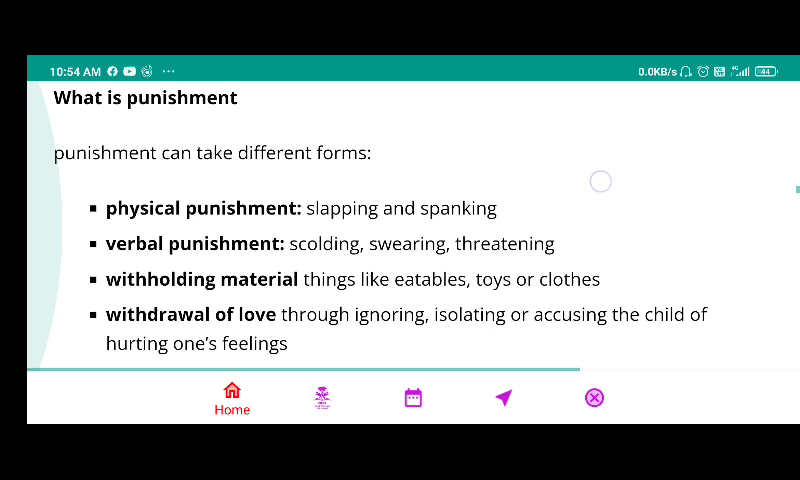 10:54 AM
0.0KB/s
4G
44
What is punishment
punishment can take different forms:
physical punishment: slapping and spanking
verbal punishment: scolding, swearing, threatening
withholding material things like eatables, toys or clothes
withdrawal of love through ignoring, isolating or accusing the child of
hurting one’s feelings
Home